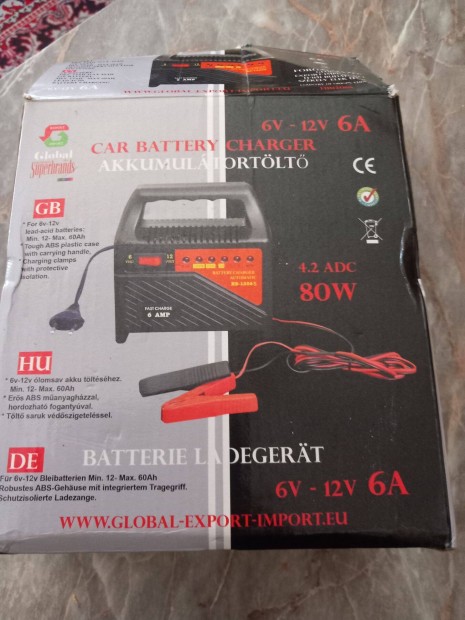 WWW.GLOBAL-EXPORT-IMPORT.EU
6V - 12V 6A
Global
Superbrands
CAR BATTERY CHARGER
AKKUMULÁTORTÖLTŐ
CE
GB
* For 6v-12v
lead-acid batteries:
Min. 12- Max. 60Ah
*Tough ABS plastic case
with carrying handle.
* Charging clamps
with protective
isolation.
BATTERY CHARGER
AUTOMATIC
FAST CHARGE
6 AMP
4.2 ADC
80W
HU
* 6v-12v ólomsav akku töltéséhez.
Min. 12- Max. 60Ah
* Erős ABS műanyagházzal,
hordozható fogantyúval.
* Töltő saruk védőszigeteléssel.
DE
BATTERIE LADEGERÄT
Für 6v-12v Bleibatterien Min. 12- Max. 60Ah
Robustes ABS-Gehäuse mit integriertem Tragegriff.
Schutzisolierte Ladezange.
6V - 12V 6A
WWW.GLOBAL-EXPORT-IMPORT.EU